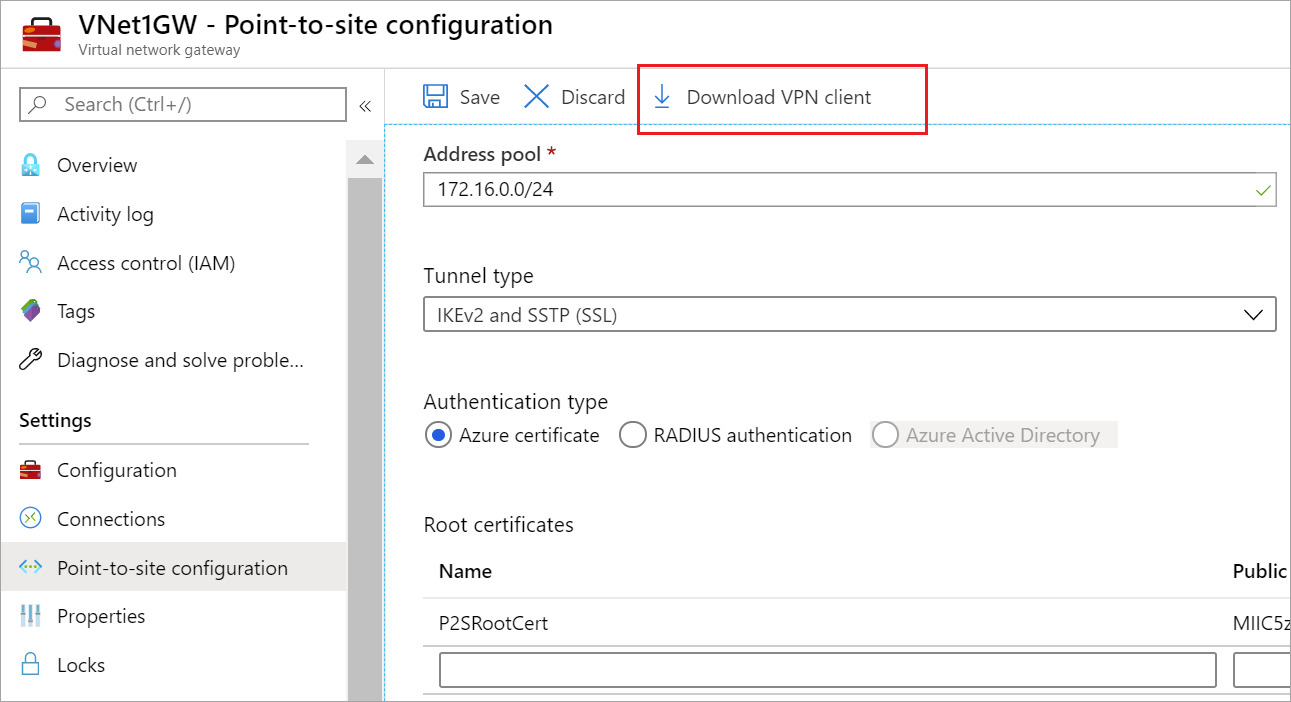 VNet1GW - Point-to-site configuration
Virtual network gateway
Search (Ctrl+/)
«
Save
Discard
Download VPN client
Overview
Activity log
Access control (IAM)
Tags
Diagnose and solve proble...
Settings
Configuration
Connections
Point-to-site configuration
Properties
Locks
Address pool *
172.16.0.0/24
Tunnel type
IKEv2 and SSTP (SSL)
Authentication type
Azure certificate
RADIUS authentication
Azure Active Directory
Root certificates
Name
Public
P2SRootCert
MIIC5z